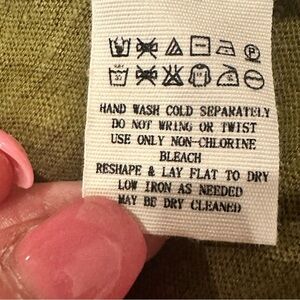 HAND WASH COLD SEPARATELY
DO NOT WRING OR TWIST
USE ONLY NON-CHLORINE
BLEACH
RESHAPE & LAY FLAT TO DRY
LOW IRON AS NEEDED
MAY BE DRY CLEANED